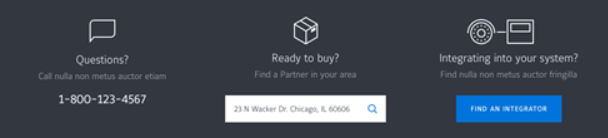 Questions?
Call nulla non metus auctor etiam
1-800-123-4567
Ready to buy?
Find a Partner in your area
23 N Wacker Dr. Chicago, IL 60606
Integrating into your system?
Find nulla non metus auctor fringilla
FIND AN INTEGRATOR